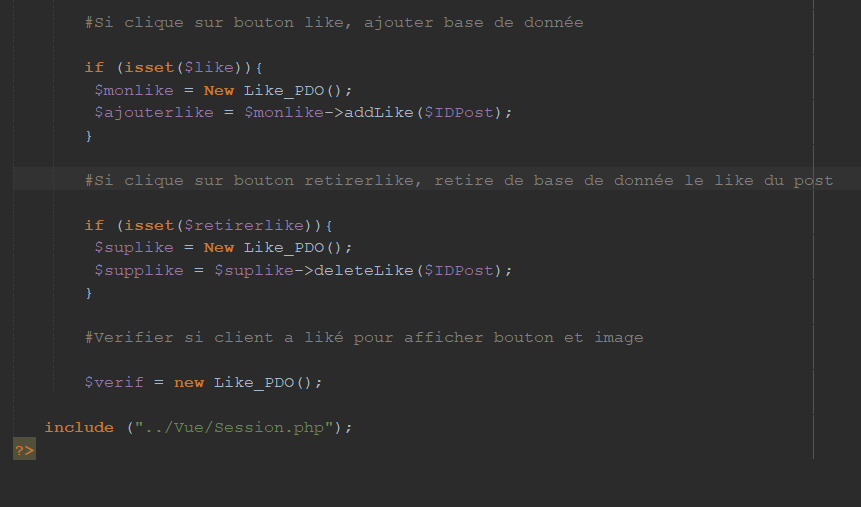 #Si clique sur bouton like, ajouter base de donnée
if (isset($like)){
$monlike = New Like_PDO();
$ajouterlike = $monlike->addLike($IDPost);
}
#Si clique sur bouton retirerlike, retire de base de donnée le like du post
if (isset($retirerlike)){
$suplike = New Like_PDO();
$supplike = $suplike->deleteLike($IDPost);
}
#Verifier si client a liké pour afficher bouton et image
$verif = new Like_PDO();
include ("../Vue/Session.php");
?>